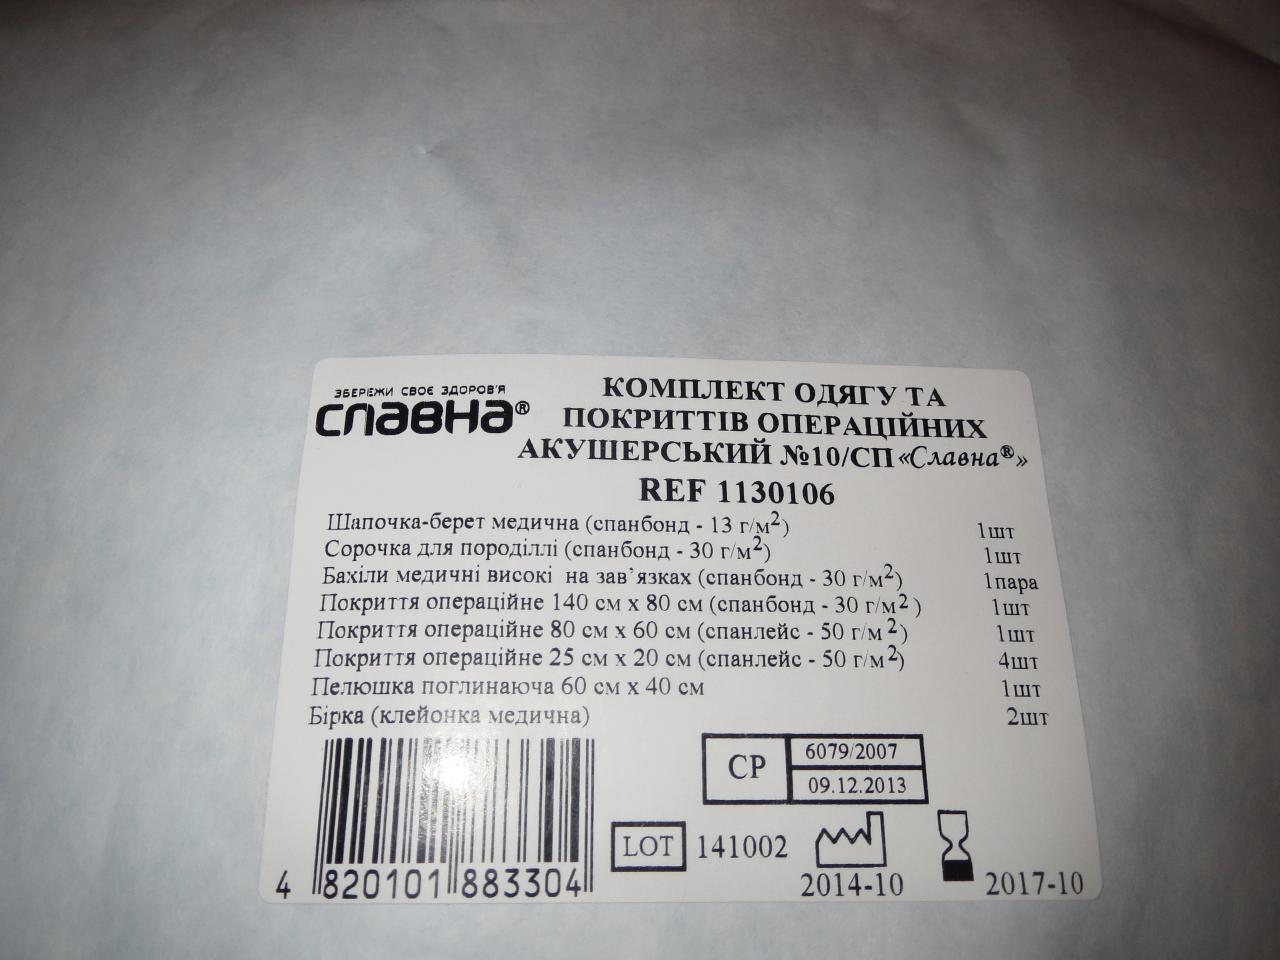 ЗБЕРЕЖИ СВОЄ ЗДОРОВ'Я
СЛАВНА®
КОМПЛЕКТ ОДЯГУ ТА
ПОКРИТТІВ ОПЕРАЦІЙНИХ
АКУШЕРСЬКИЙ №10/СП «Славна®»
REF 1130106
Шапочка-берет медична (спанбонд - 13 г/м²) 1шт
Сорочка для породіллі (спанбонд - 30 г/м²) 1шт
Бахіли медичні високі на зав’язках (спанбонд - 30 г/м²) 1пара
Покриття операційне 140 см х 80 см (спанбонд - 30 г/м² ) 1шт
Покриття операційне 80 см х 60 см (спанлейс - 50 г/м²) 1шт
Покриття операційне 25 см х 20 см (спанлейс - 50 г/м²) 4шт
Пелюшка поглинаюча 60 см х 40 см 1шт
Бірка (клейонка медична) 2шт
СР 6079/2007
09.12.2013
LOT 141002
2014-10
2017-10
4 820101 883304